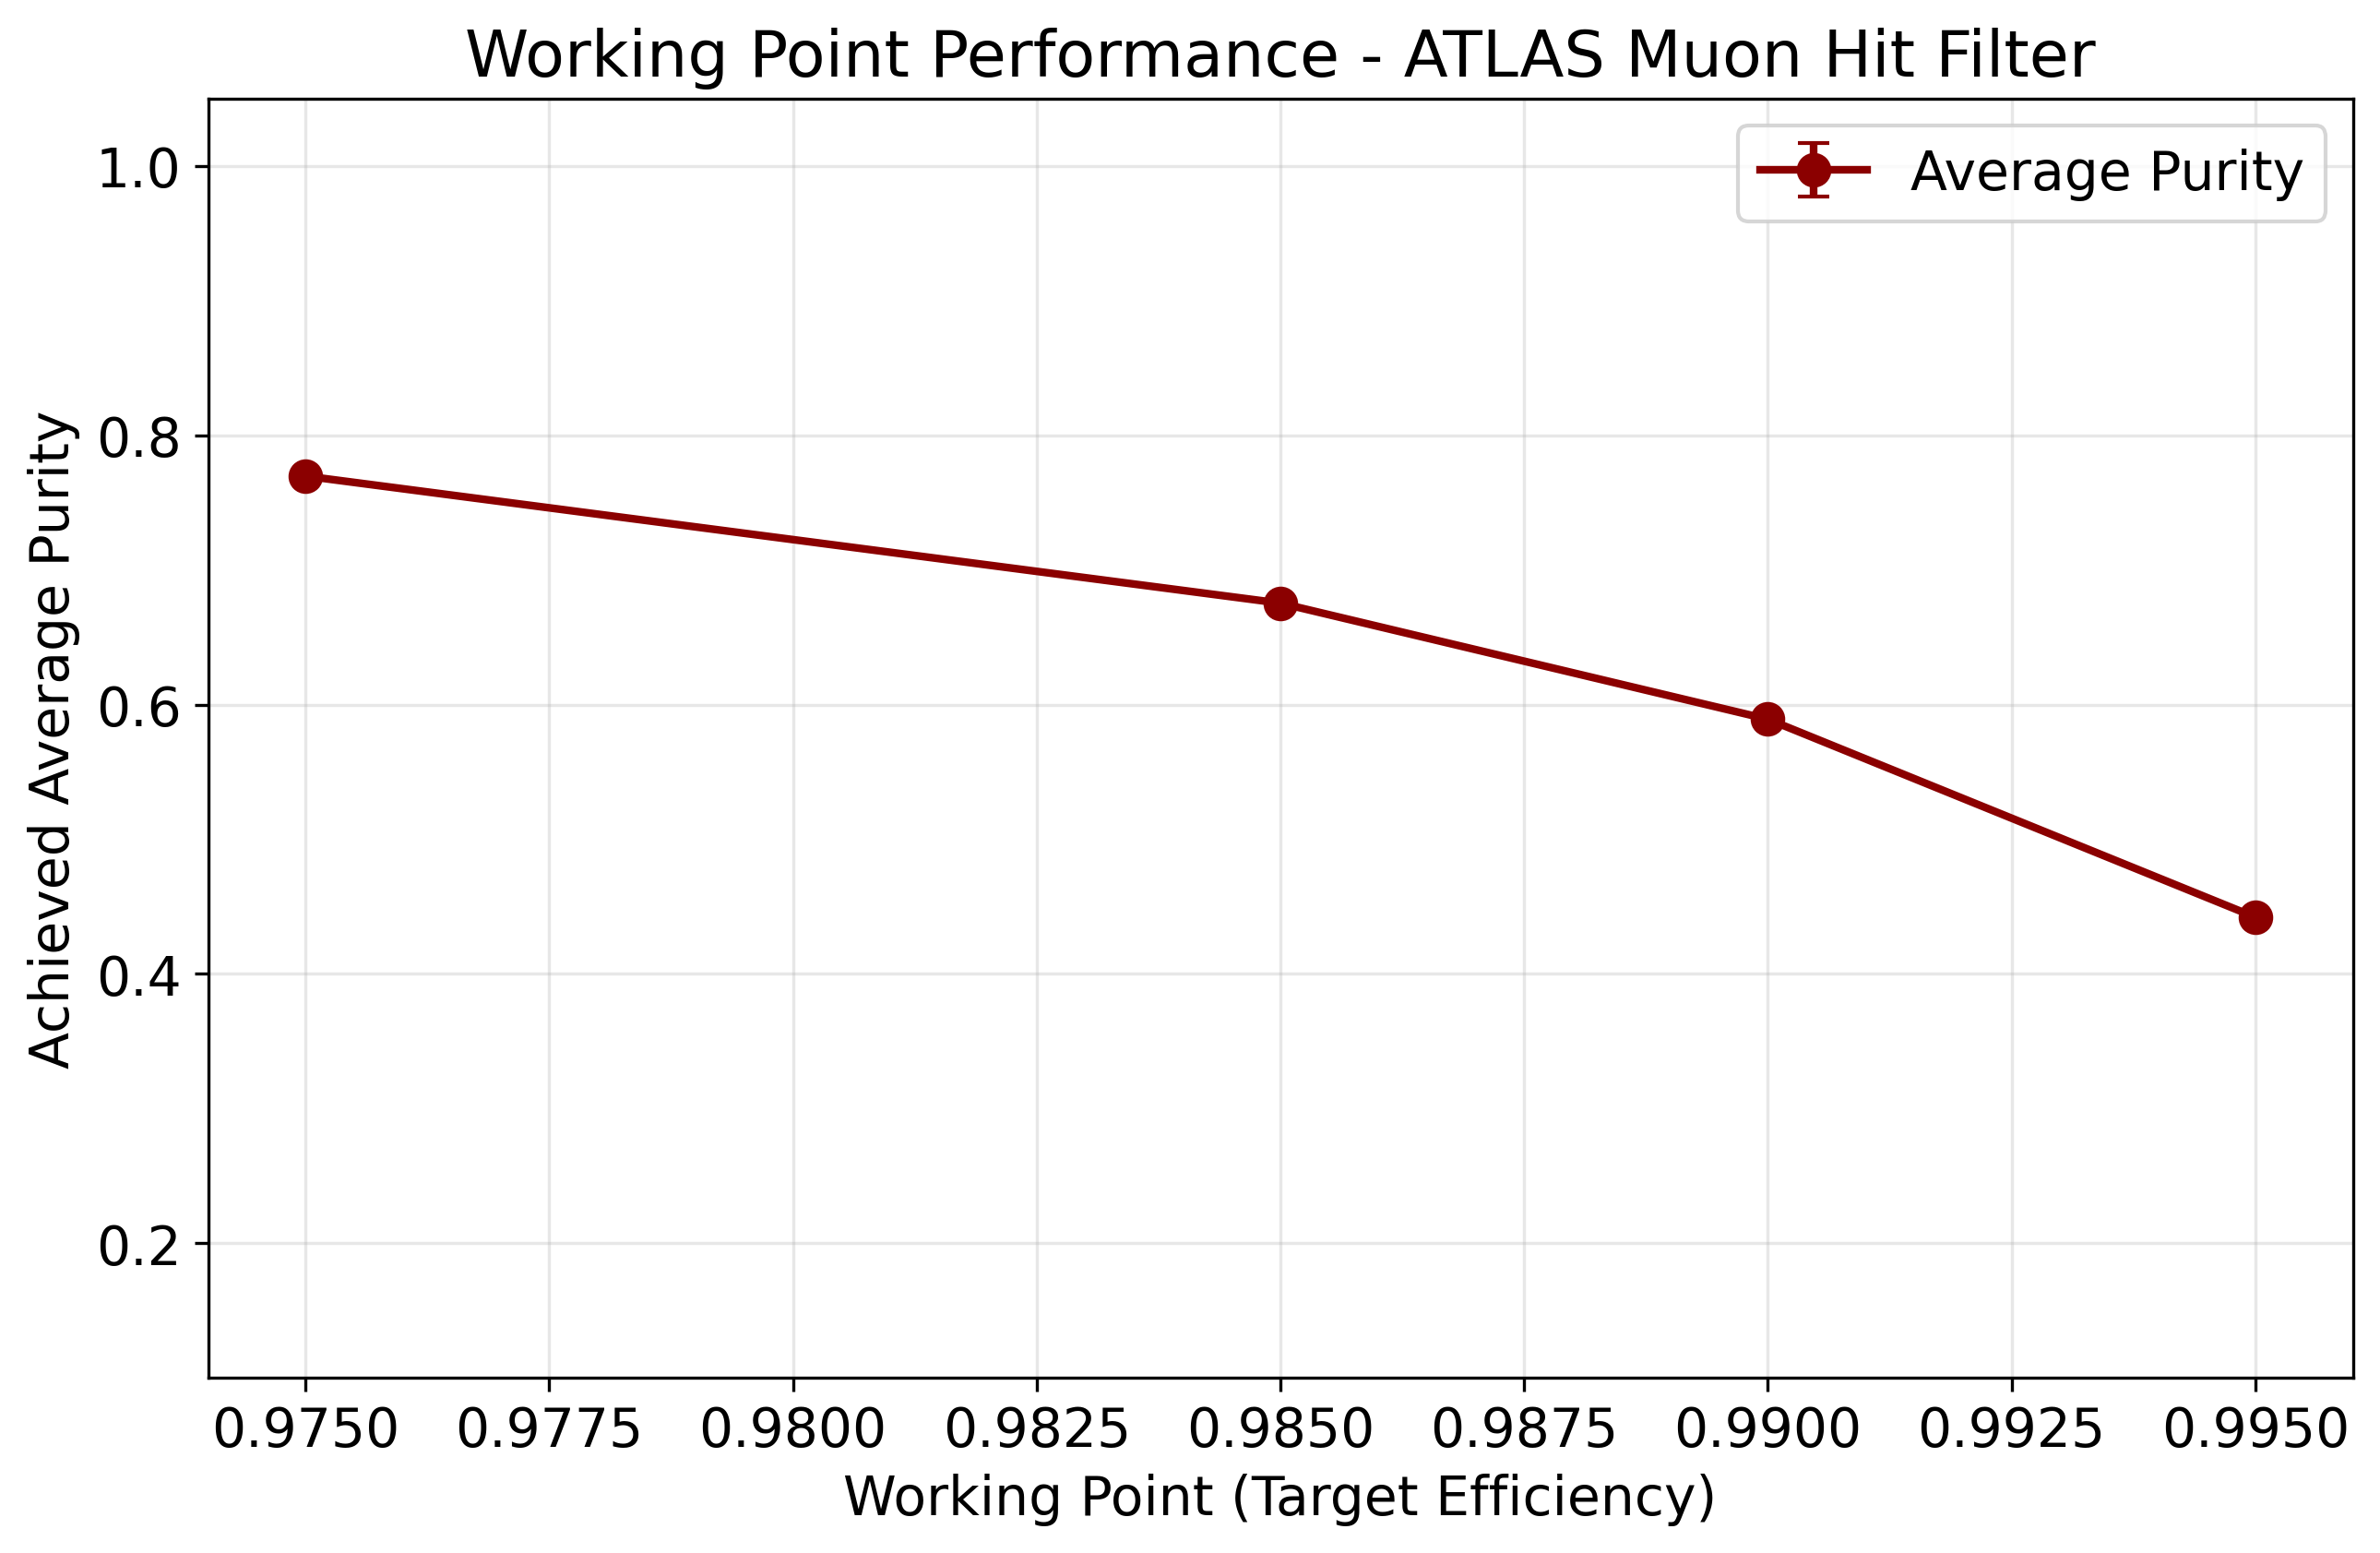 Working Point Performance - ATLAS Muon Hit Filter
Average Purity
Achieved Average Purity
1.0
0.8
0.6
0.4
0.2
0.9750 0.9775 0.9800 0.9825 0.9850 0.9875 0.9900 0.9925 0.9950
Working Point (Target Efficiency)